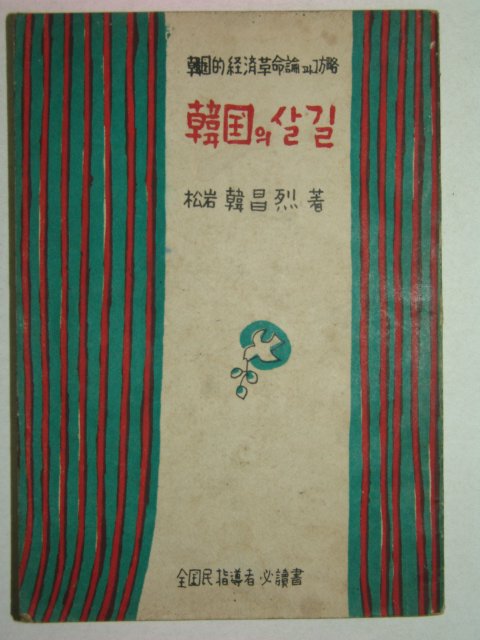 韓国的 経済革命論과 그 方略
韓国의 살길
松岩 韓昌烈 著
全国民 指導者 必讀書